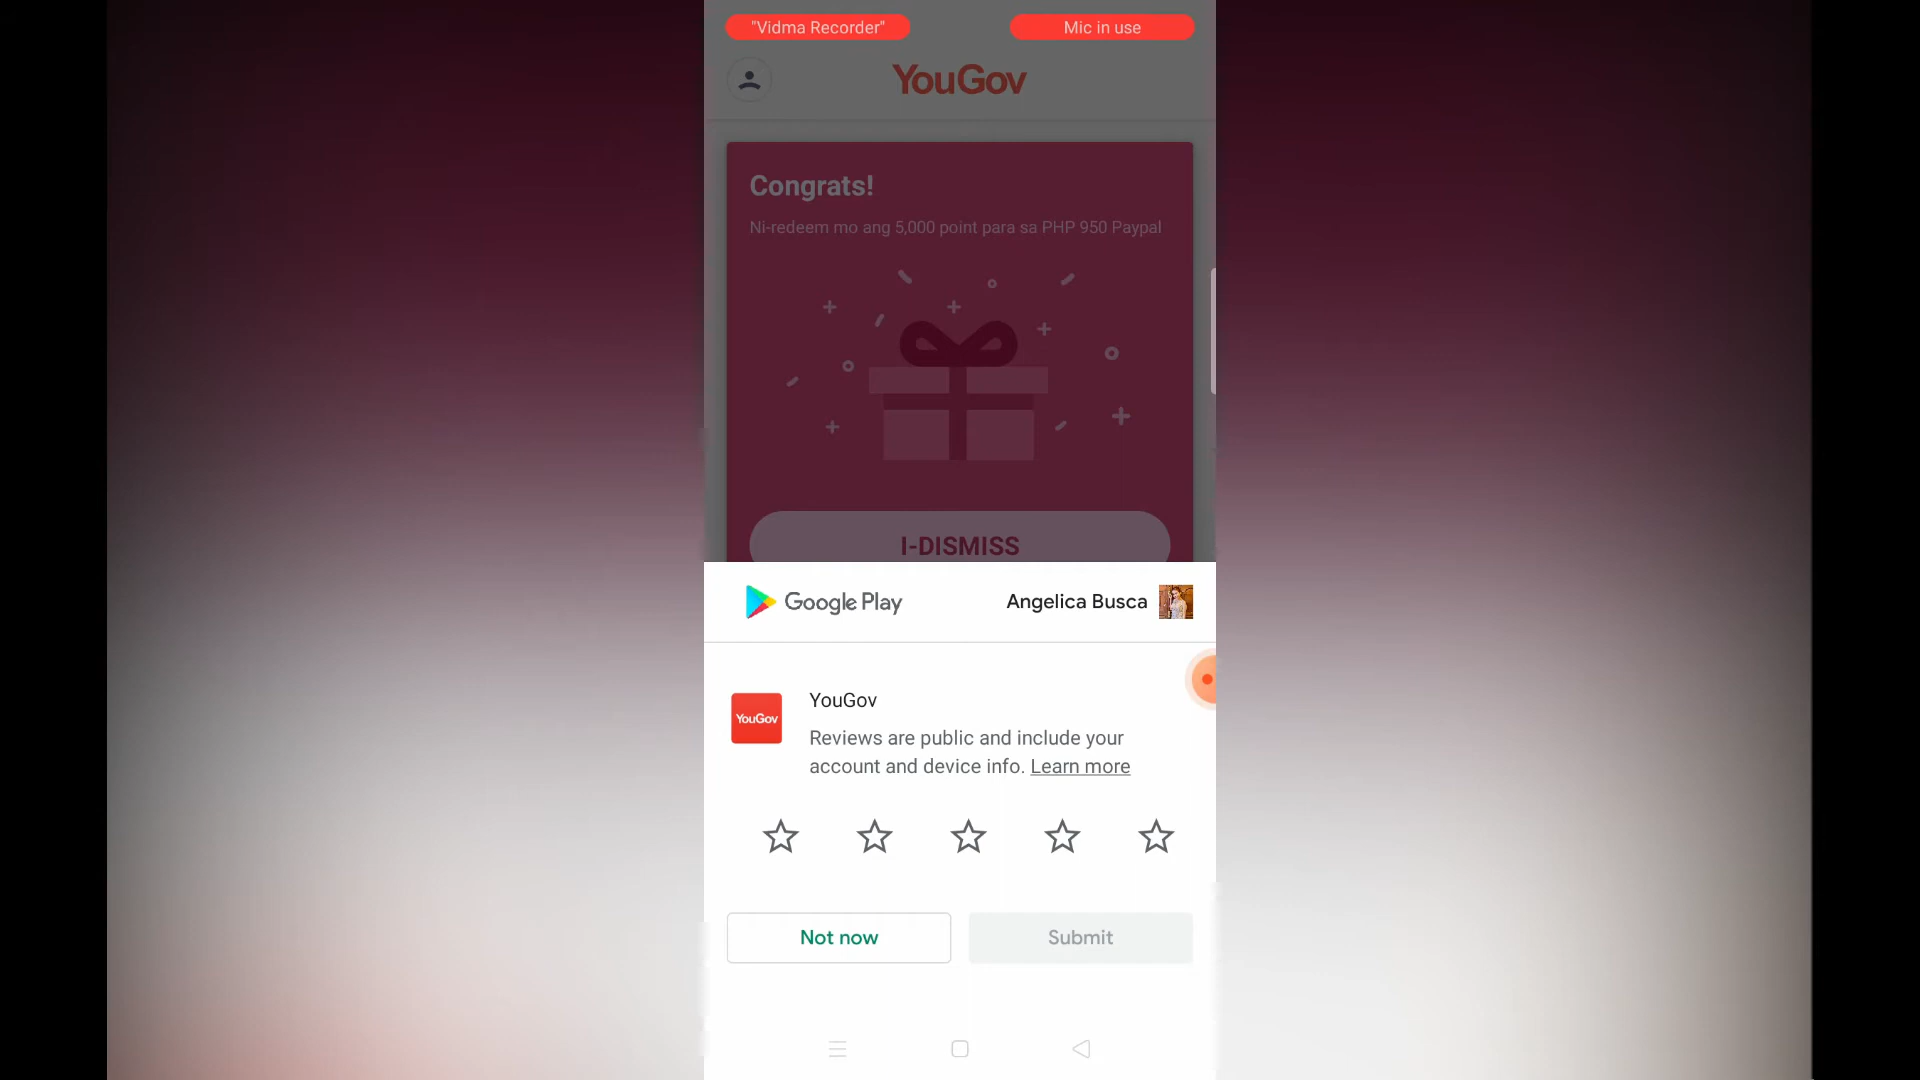 "Vidma Recorder" Mic in use
YouGov
Congrats!
Ni-redeem mo ang 5,000 point para sa PHP 950 Paypal
I-DISMISS
Google Play Angelica Busca
YouGov
YouGov
Reviews are public and include your
account and device info. Learn more
Not now Submit